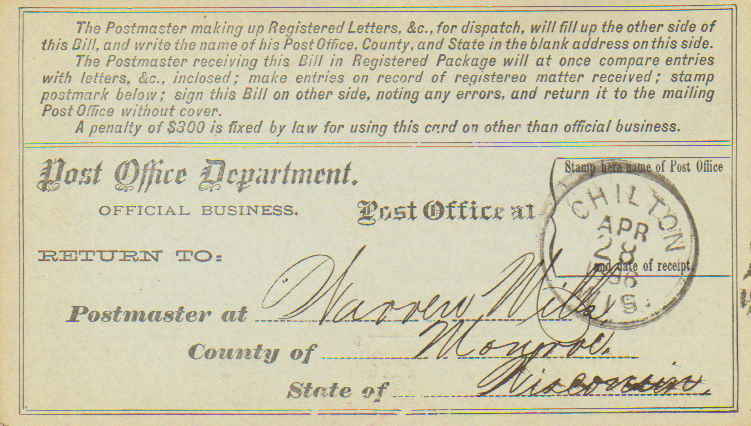 The Postmaster making up Registered Letters, &c., for dispatch, will fill up the other side of
this Bill, and write the name of his Post Office, County, and State in the blank address on this side.
The Postmaster receiving this Bill in Registered Package will at once compare entries
with letters, &c., inclosed; make entries on record of registered matter received; stamp
postmark below; sign this Bill on other side, noting any errors, and return it to the mailing
Post Office without cover.
A penalty of $300 is fixed by law for using this card on other than official business.
Post Office Department.
OFFICIAL BUSINESS.
Stamp here name of Post Office
Post Office at
CHILTON
APR
28
and date of receipt.
WIS.
RETURN TO:
Postmaster at Warren Mills
County of Monroe.
State of Wisconsin.